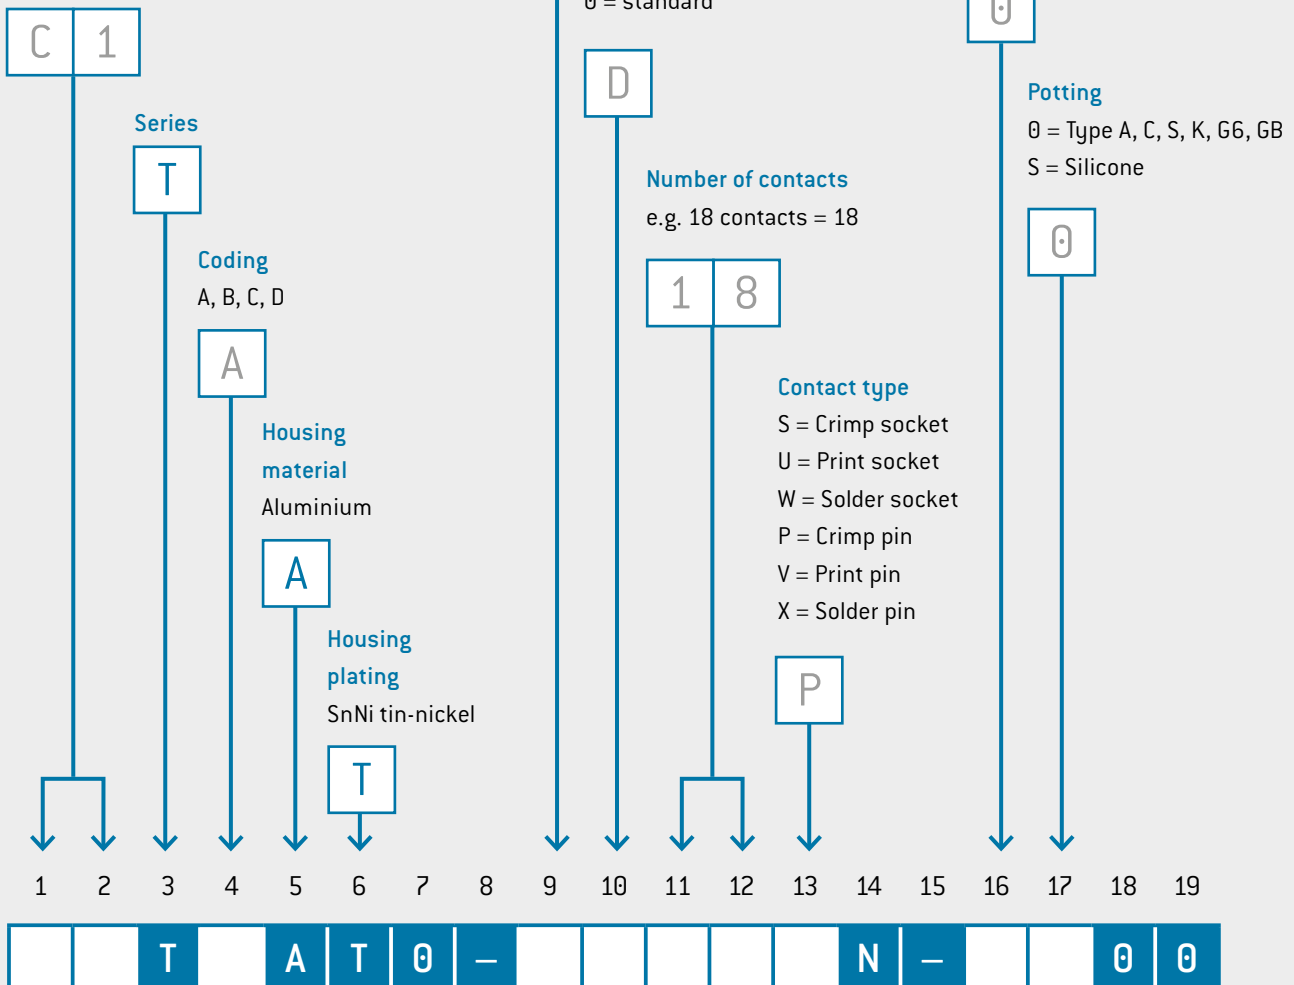 0 = standard
C 1
0
D
Series
T
Coding
A, B, C, D
A
Housing
material
Aluminium
A
Housing
plating
SnNi tin-nickel
T
Number of contacts
e.g. 18 contacts = 18
1 8
Contact type
S = Crimp socket
U = Print socket
W = Solder socket
P = Crimp pin
V = Print pin
X = Solder pin
P
Potting
0 = Type A, C, S, K, G6, GB
S = Silicone
0
1 2 3 4 5 6 7 8 9 10 11 12 13 14 15 16 17 18 19
T A T 0 – N – 0 0